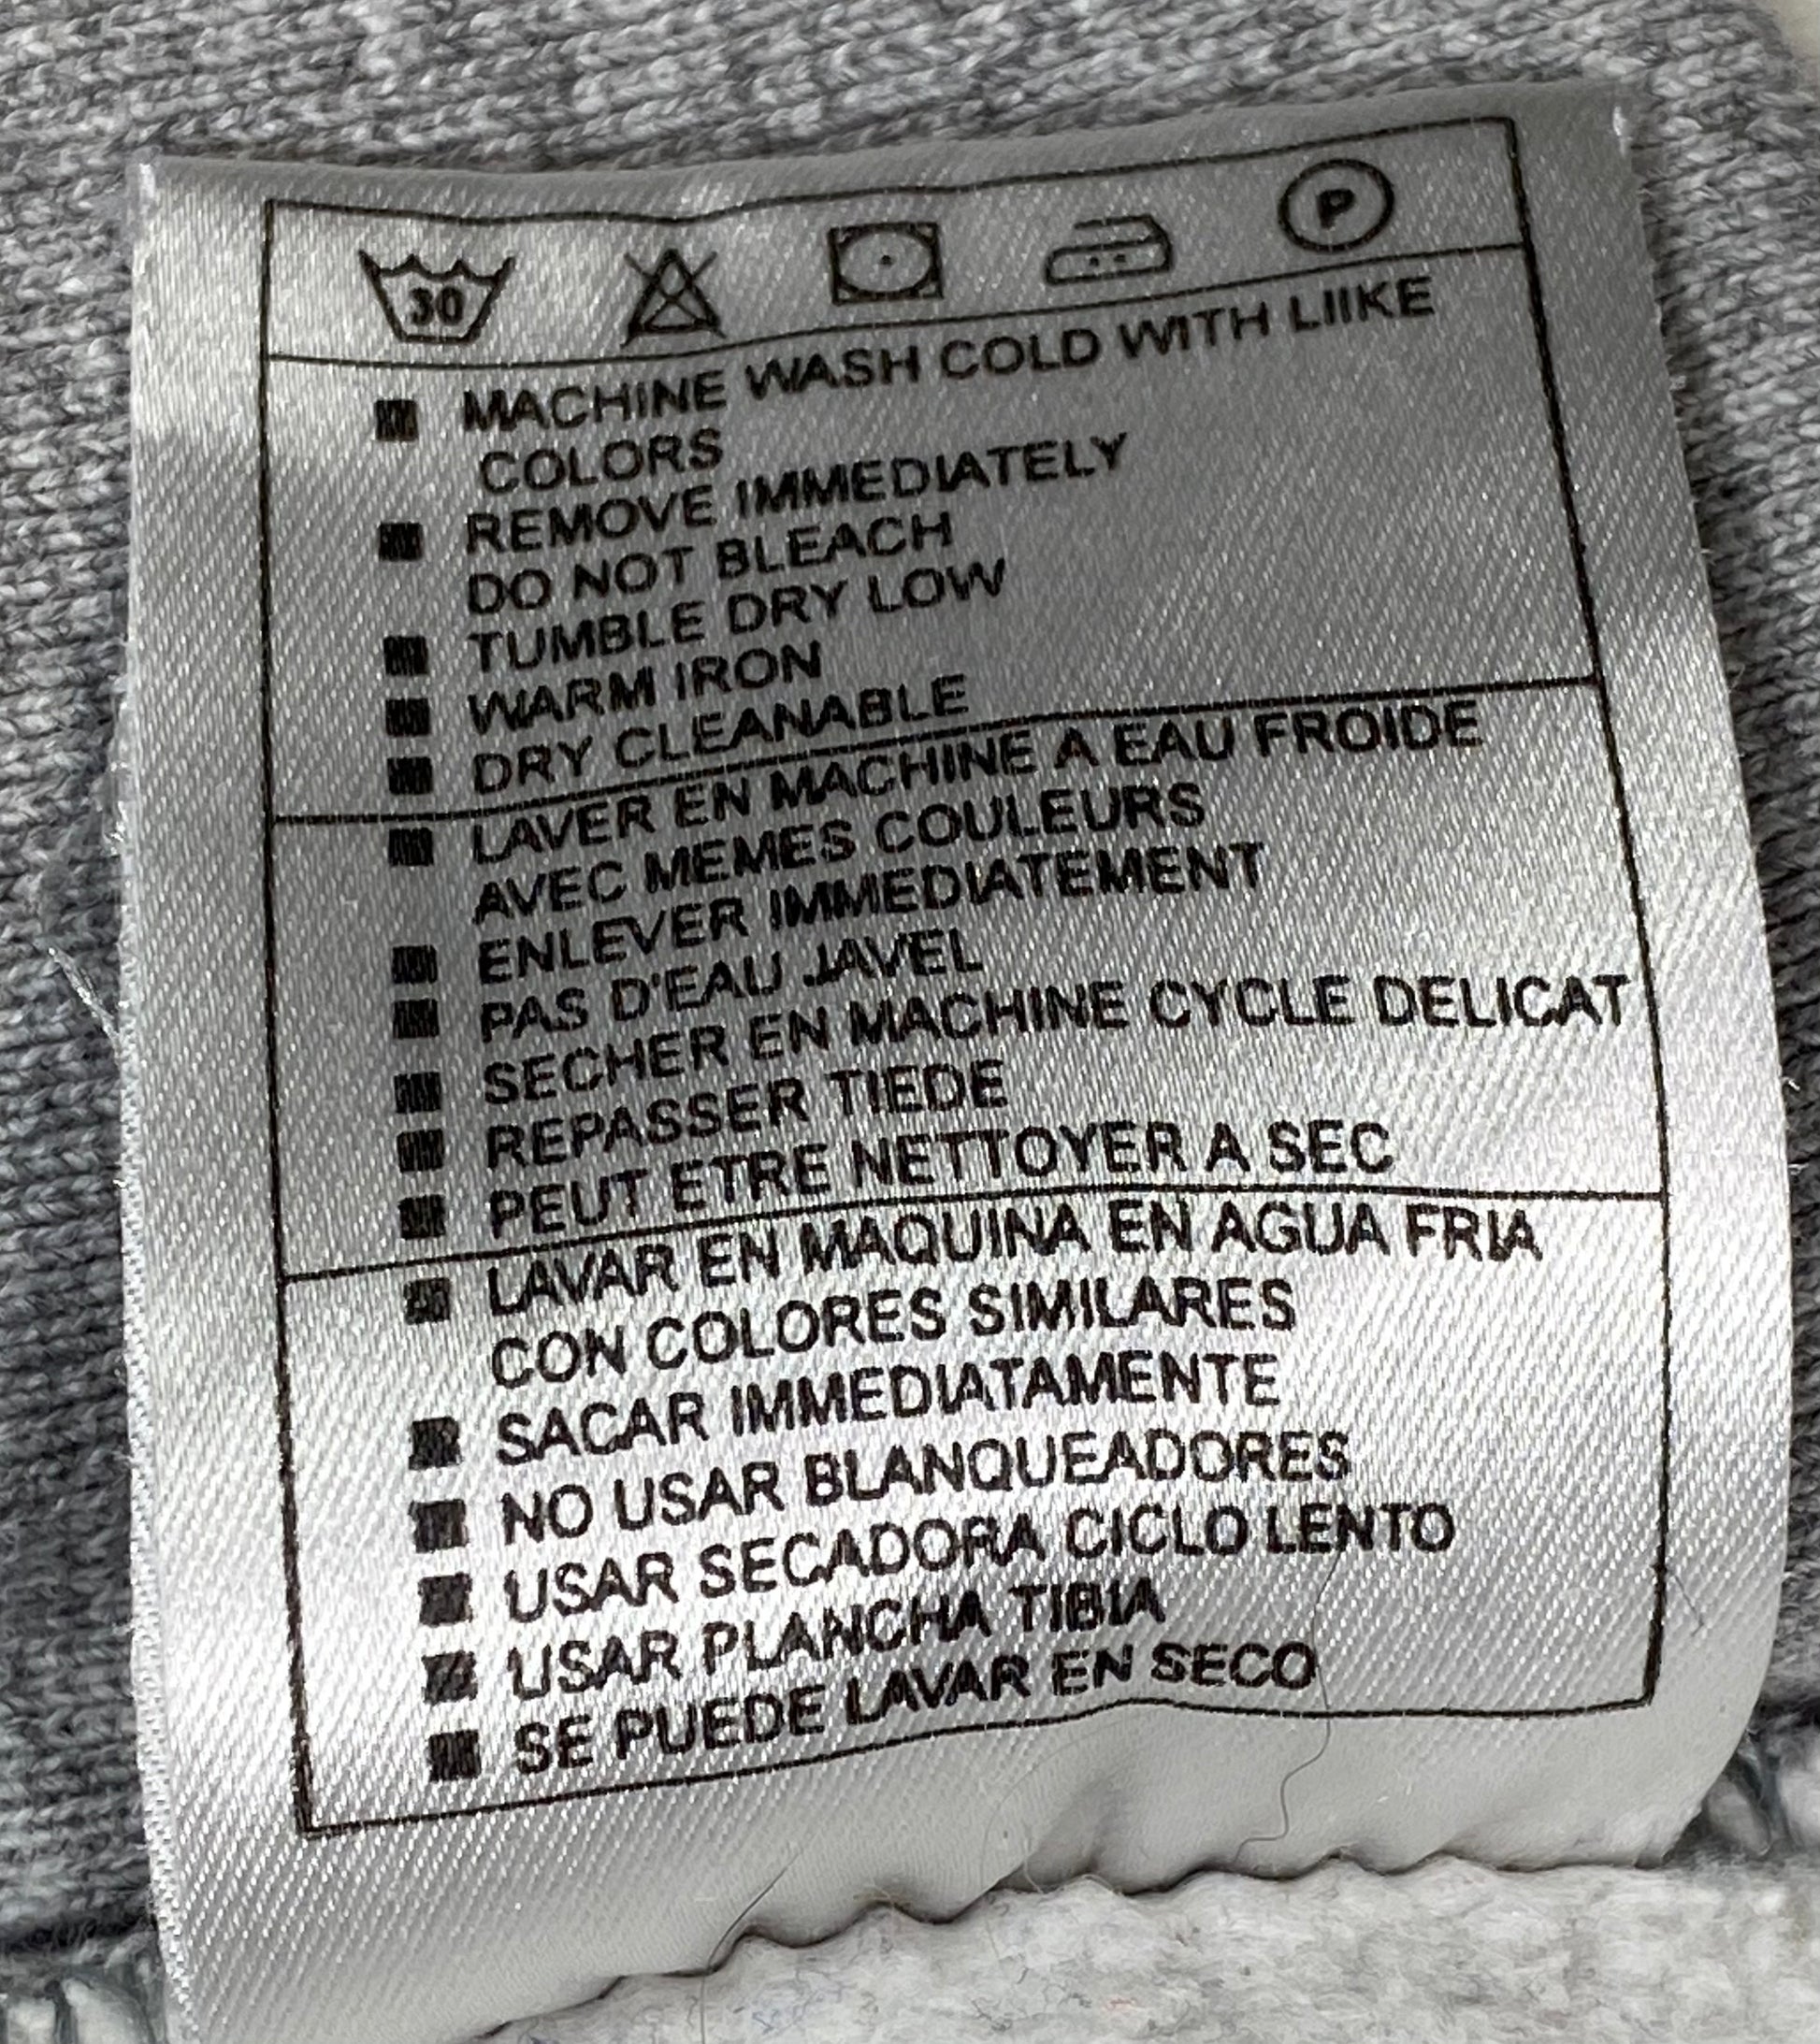 30 P
■ MACHINE WASH COLD WITH LIIKE
COLORS
■ REMOVE IMMEDIATELY
DO NOT BLEACH
■ TUMBLE DRY LOW
■ WARM IRON
■ DRY CLEANABLE
■ LAVER EN MACHINE A EAU FROIDE
AVEC MEMES COULEURS
■ ENLEVER IMMEDIATEMENT
■ PAS D'EAU JAVEL
■ SECHER EN MACHINE CYCLE DELICAT
■ REPASSER TIEDE
■ PEUT ETRE NETTOYER A SEC
■ LAVAR EN MAQUINA EN AGUA FRIA
CON COLORES SIMILARES
■ SACAR IMMEDIATAMENTE
■ NO USAR BLANQUEADORES
■ USAR SECADORA CICLO LENTO
■ USAR PLANCHA TIBIA
■ SE PUEDE LAVAR EN SECO